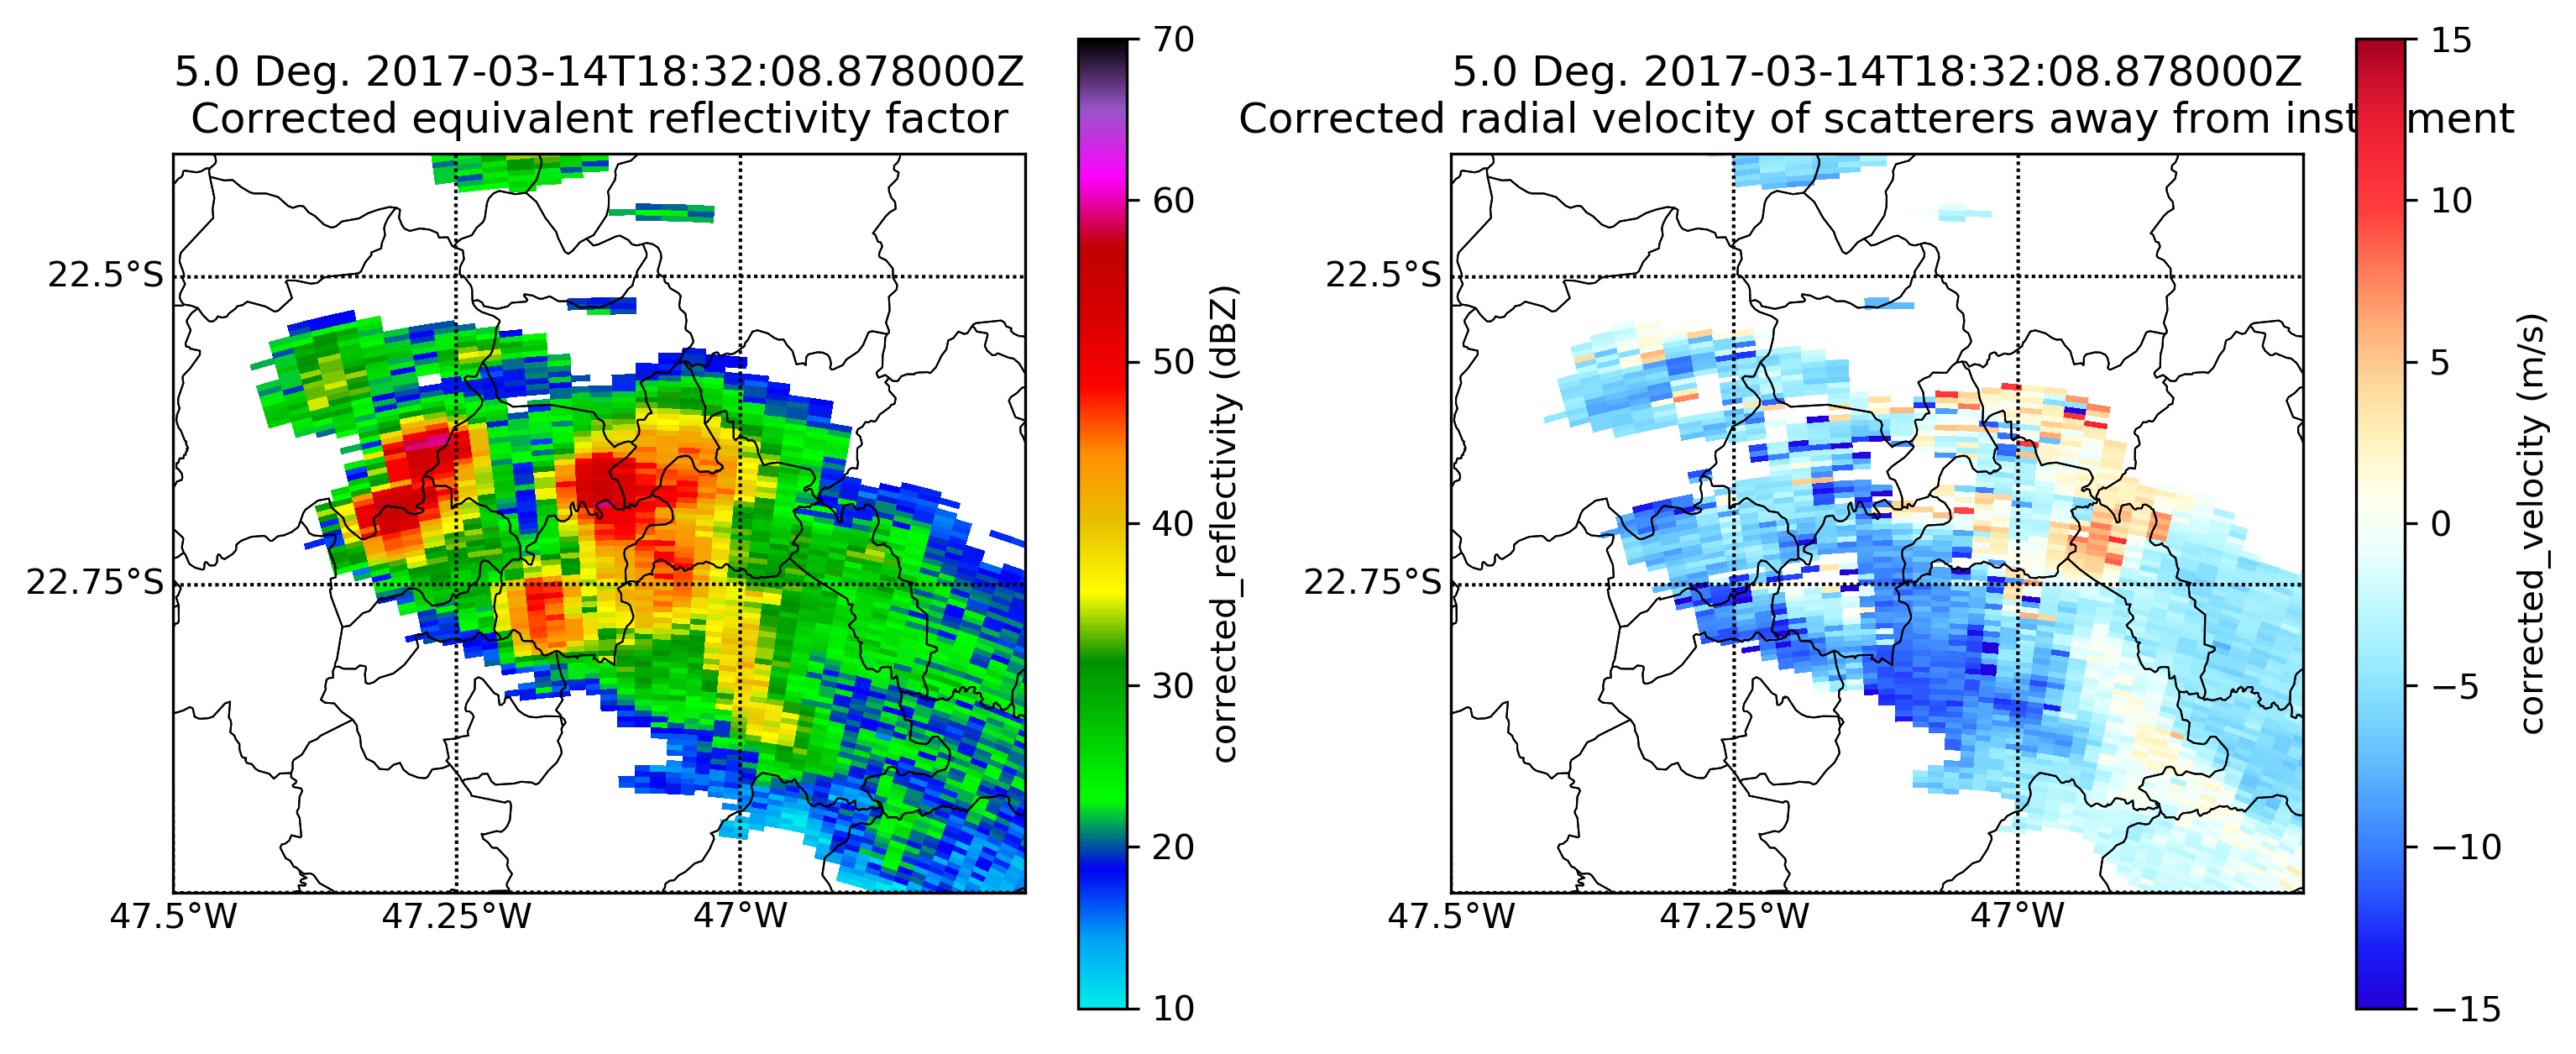 5.0 Deg. 2017-03-14T18:32:08.878000Z
Corrected equivalent reflectivity factor
22.5°S
22.75°S
47.5°W
47.25°W
47°W
70
60
50
40
30
20
10
corrected_reflectivity (dBZ)
5.0 Deg. 2017-03-14T18:32:08.878000Z
Corrected radial velocity of scatterers away from inst ment
22.5°S
22.75°S
47.5°W
47.25°W
47°W
15
10
5
0
−5
−10
−15
corrected_velocity (m/s)